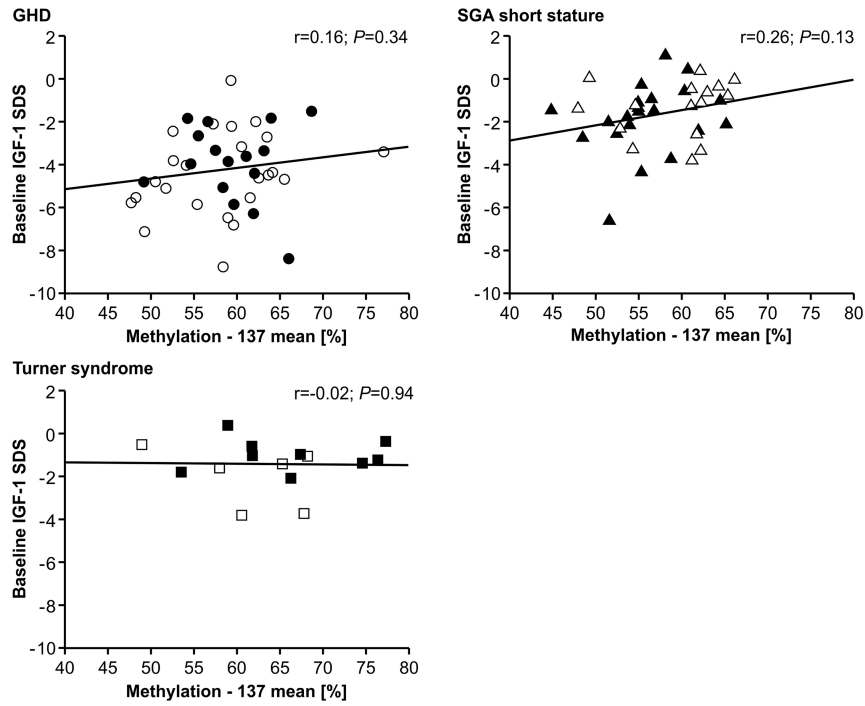 GHD
r=0.16; P=0.34
2
0
-2
-4
-6
-8
-10
Baseline IGF-1 SDS
40 45 50 55 60 65 70 75 80
Methylation - 137 mean [%]
SGA short stature
r=0.26; P=0.13
2
0
-2
-4
-6
-8
-10
Baseline IGF-1 SDS
40 45 50 55 60 65 70 75 80
Methylation - 137 mean [%]
Turner syndrome
r=-0.02; P=0.94
2
0
-2
-4
-6
-8
-10
Baseline IGF-1 SDS
40 45 50 55 60 65 70 75 80
Methylation - 137 mean [%]